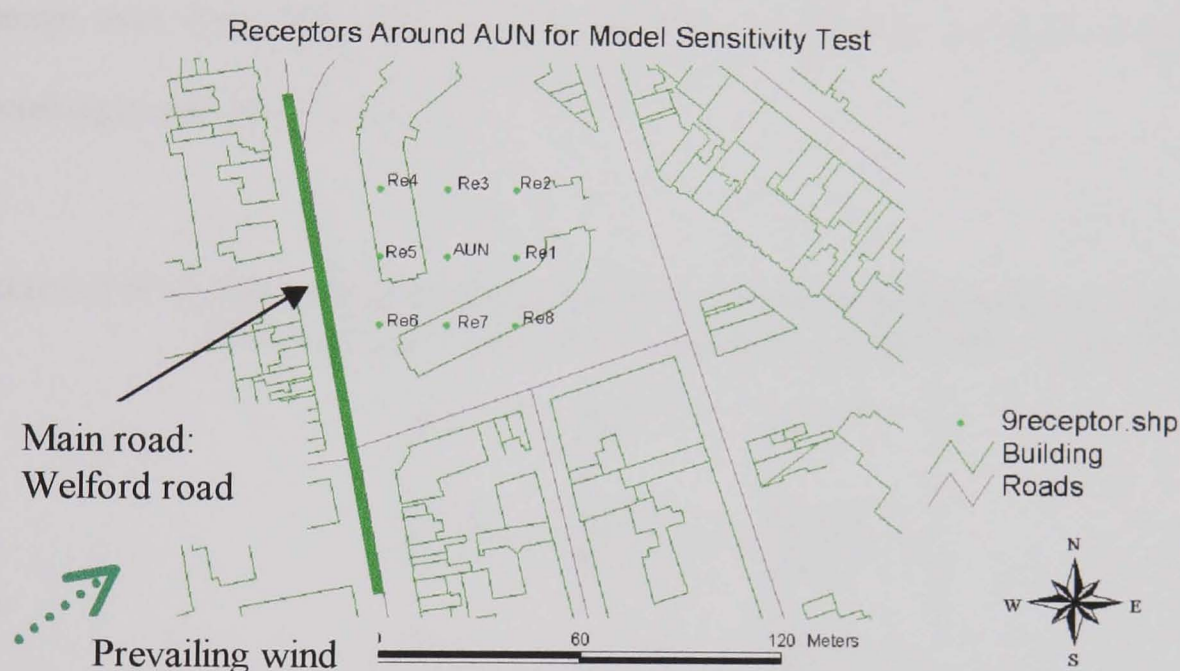 Receptors Around AUN for Model Sensitivity Test
Re4
Re3
Re2
Re5
AUN
Re1
Re6
Re7
Re8
Main road:
Welford road
9receptor.shp
Building
Roads
N
W
E
S
60
120 Meters
Prevailing wind